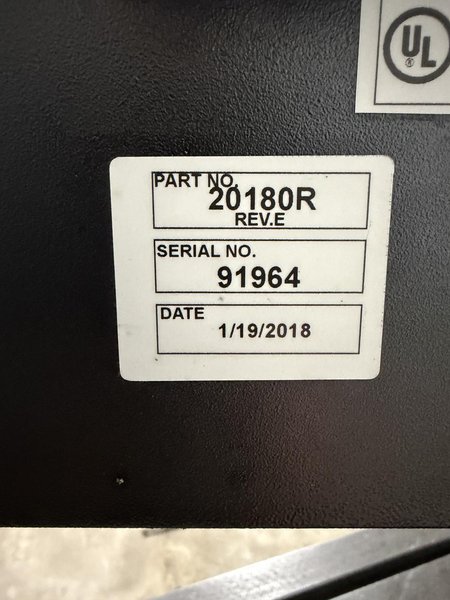 UL
®
PART NO.
20180R
REV.E
SERIAL NO.
91964
DATE
1/19/2018